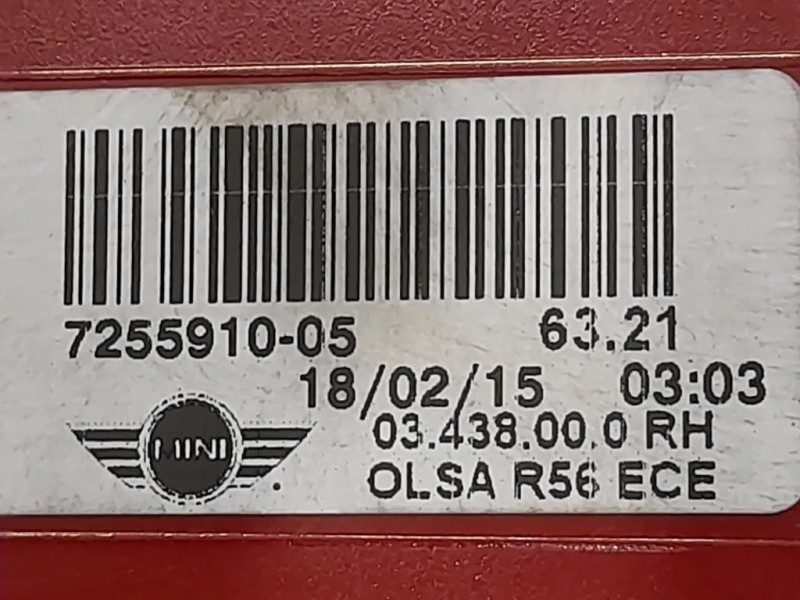 7255910-05 63.21
18/02/15 03:03
03.438.00.0 RH
MINI
OLSA R56 ECE